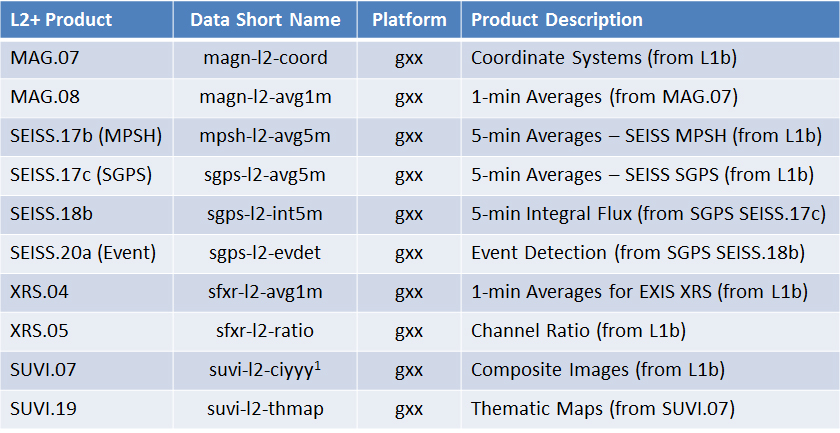 L2+ Product Data Short Name Platform Product Description
MAG.07 magn-l2-coord gxx Coordinate Systems (from L1b)
MAG.08 magn-l2-avg1m gxx 1-min Averages (from MAG.07)
SEISS.17b (MPSH) mpsh-l2-avg5m gxx 5-min Averages – SEISS MPSH (from L1b)
SEISS.17c (SGPS) sgps-l2-avg5m gxx 5-min Averages – SEISS SGPS (from L1b)
SEISS.18b sgps-l2-int5m gxx 5-min Integral Flux (from SGPS SEISS.17c)
SEISS.20a (Event) sgps-l2-evdet gxx Event Detection (from SGPS SEISS.18b)
XRS.04 sfxr-l2-avg1m gxx 1-min Averages for EXIS XRS (from L1b)
XRS.05 sfxr-l2-ratio gxx Channel Ratio (from L1b)
SUVI.07 suvi-l2-ciyyy¹ gxx Composite Images (from L1b)
SUVI.19 suvi-l2-thmap gxx Thematic Maps (from SUVI.07)